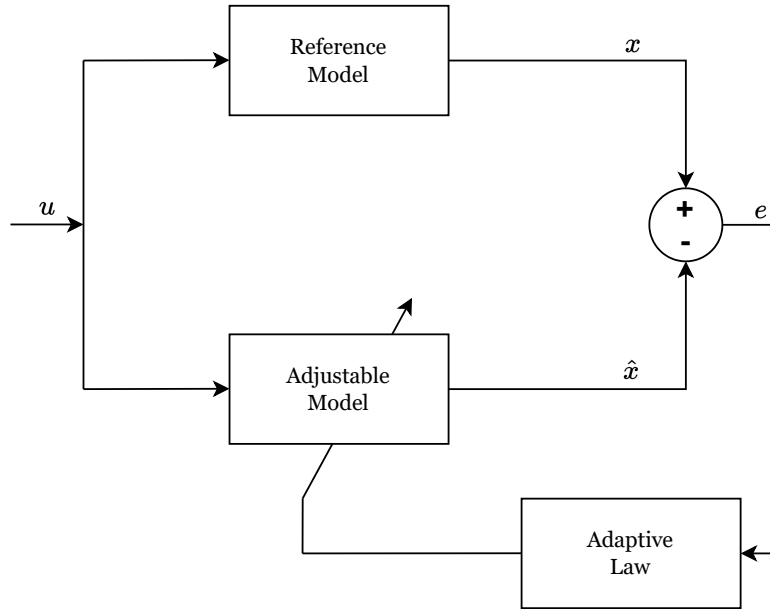 Reference
Model
x
u
+
-
e
Adjustable
Model
x̂
Adaptive
Law